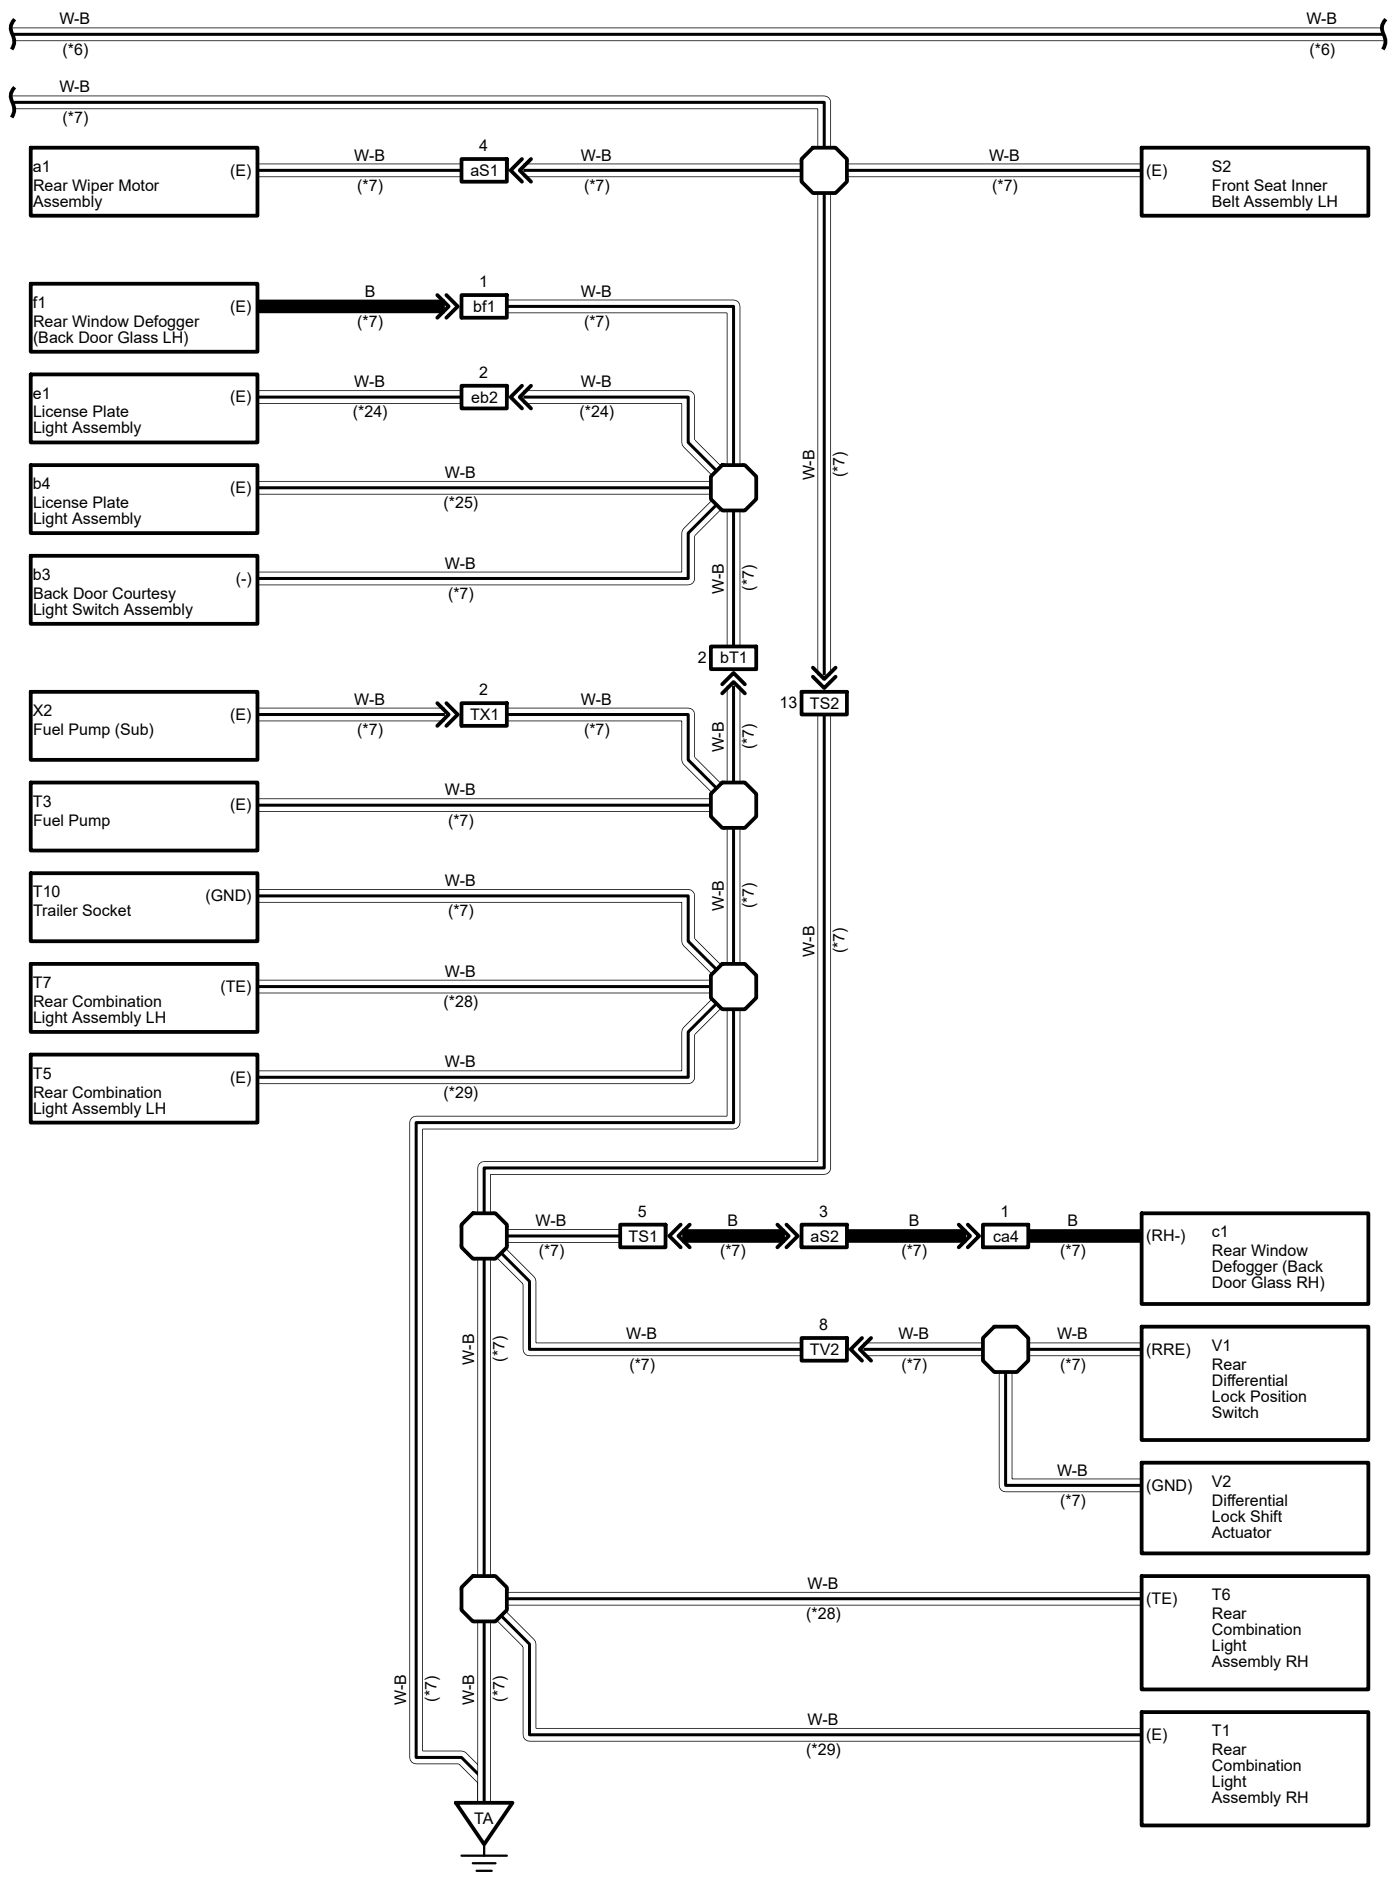 W-B
W-B
(*6)
(*6)
W-B
(*7)
a1
Rear Wiper Motor
Assembly
(E)
W-B
(*7)
4
aS1
W-B
(*7)
W-B
(*7)
(E)
S2
Front Seat Inner
Belt Assembly LH
f1
Rear Window Defogger
(Back Door Glass LH)
(E)
B
(*7)
1
bf1
W-B
(*7)
e1
License Plate
Light Assembly
(E)
W-B
(*24)
2
eb2
W-B
(*24)
b4
License Plate
Light Assembly
(E)
W-B
(*25)
W-B
(*7)
b3
Back Door Courtesy
Light Switch Assembly
(-)
W-B
(*7)
W-B
(*7)
2
bT1
X2
Fuel Pump (Sub)
(E)
W-B
(*7)
2
TX1
W-B
(*7)
W-B
(*7)
13
TS2
T3
Fuel Pump
(E)
W-B
(*7)
T10
Trailer Socket
(GND)
W-B
(*7)
W-B
(*7)
W-B
(*7)
T7
Rear Combination
Light Assembly LH
(TE)
W-B
(*28)
T5
Rear Combination
Light Assembly LH
(E)
W-B
(*29)
W-B
(*7)
5
TS1
B
(*7)
3
aS2
B
(*7)
1
ca4
B
(*7)
(RH-)
c1
Rear Window
Defogger (Back
Door Glass RH)
W-B
(*7)
W-B
(*7)
8
TV2
W-B
(*7)
W-B
(*7)
(RRE)
V1
Rear
Differential
Lock Position
Switch
W-B
(*7)
(GND)
V2
Differential
Lock Shift
Actuator
W-B
(*28)
(TE)
T6
Rear
Combination
Light
Assembly RH
W-B
(*7)
W-B
(*7)
W-B
(*29)
(E)
T1
Rear
Combination
Light
Assembly RH
TA